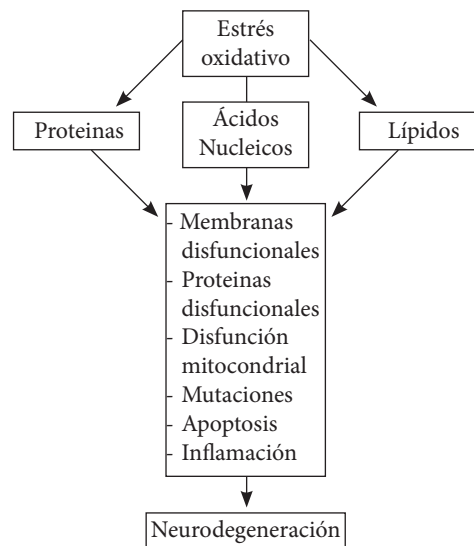 Estrés
oxidativo
Proteinas
Ácidos
Nucleicos
Lípidos
- Membranas
disfuncionales
- Proteinas
disfuncionales
- Disfunción
mitocondrial
- Mutaciones
- Apoptosis
- Inflamación
Neurodegeneración